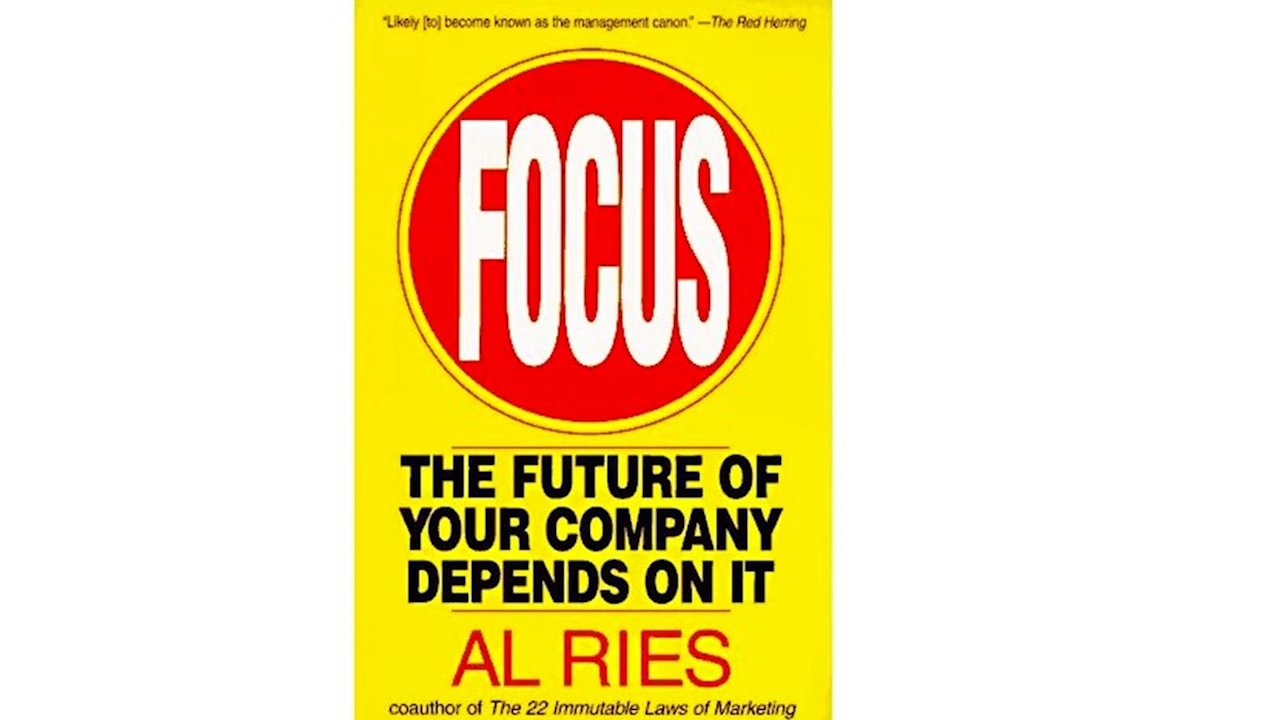 "Likely [to] become known as the management canon." —The Red Herring
FOCUS
THE FUTURE OF
YOUR COMPANY
DEPENDS ON IT
AL RIES
coauthor of The 22 Immutable Laws of Marketing